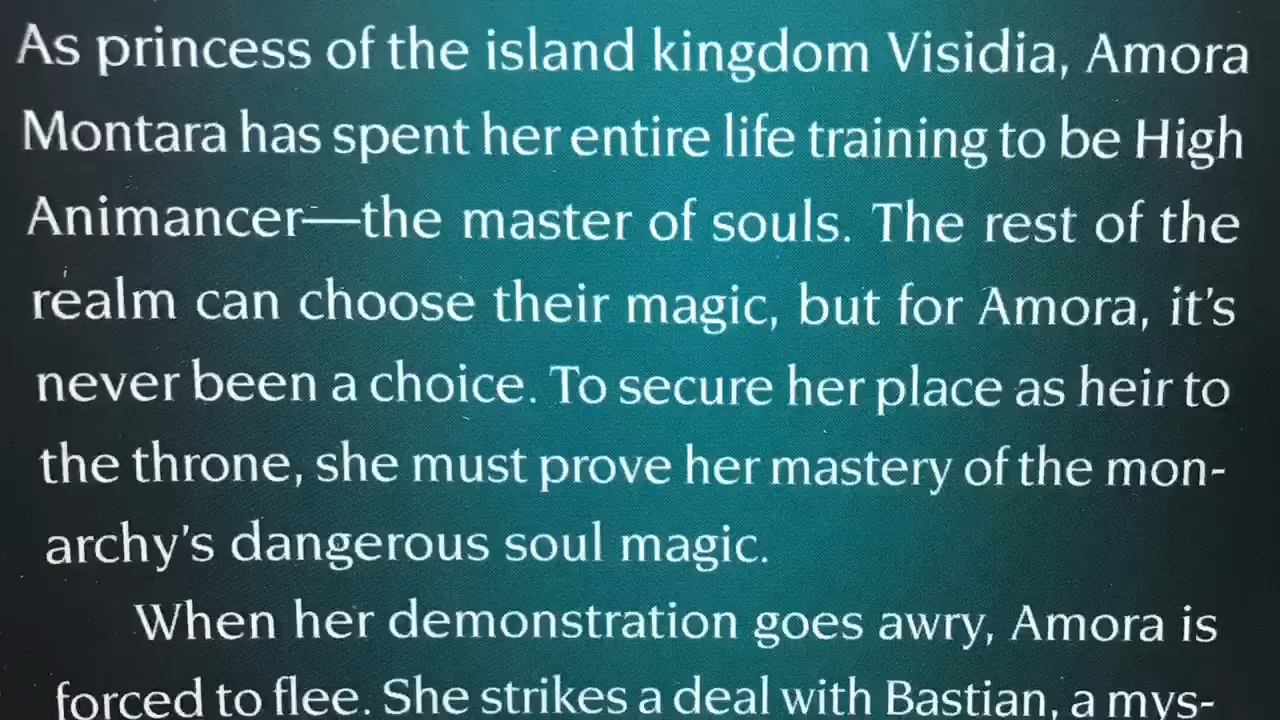 As princess of the island kingdom Visidia, Amora
Montara has spent her entire life training to be High
Animancer—the master of souls. The rest of the
realm can choose their magic, but for Amora, it's
never been a choice. To secure her place as heir to
the throne, she must prove her mastery of the mon-
archy's dangerous soul magic.
When her demonstration goes awry, Amora is
forced to flee. She strikes a deal with Bastian, a mys-